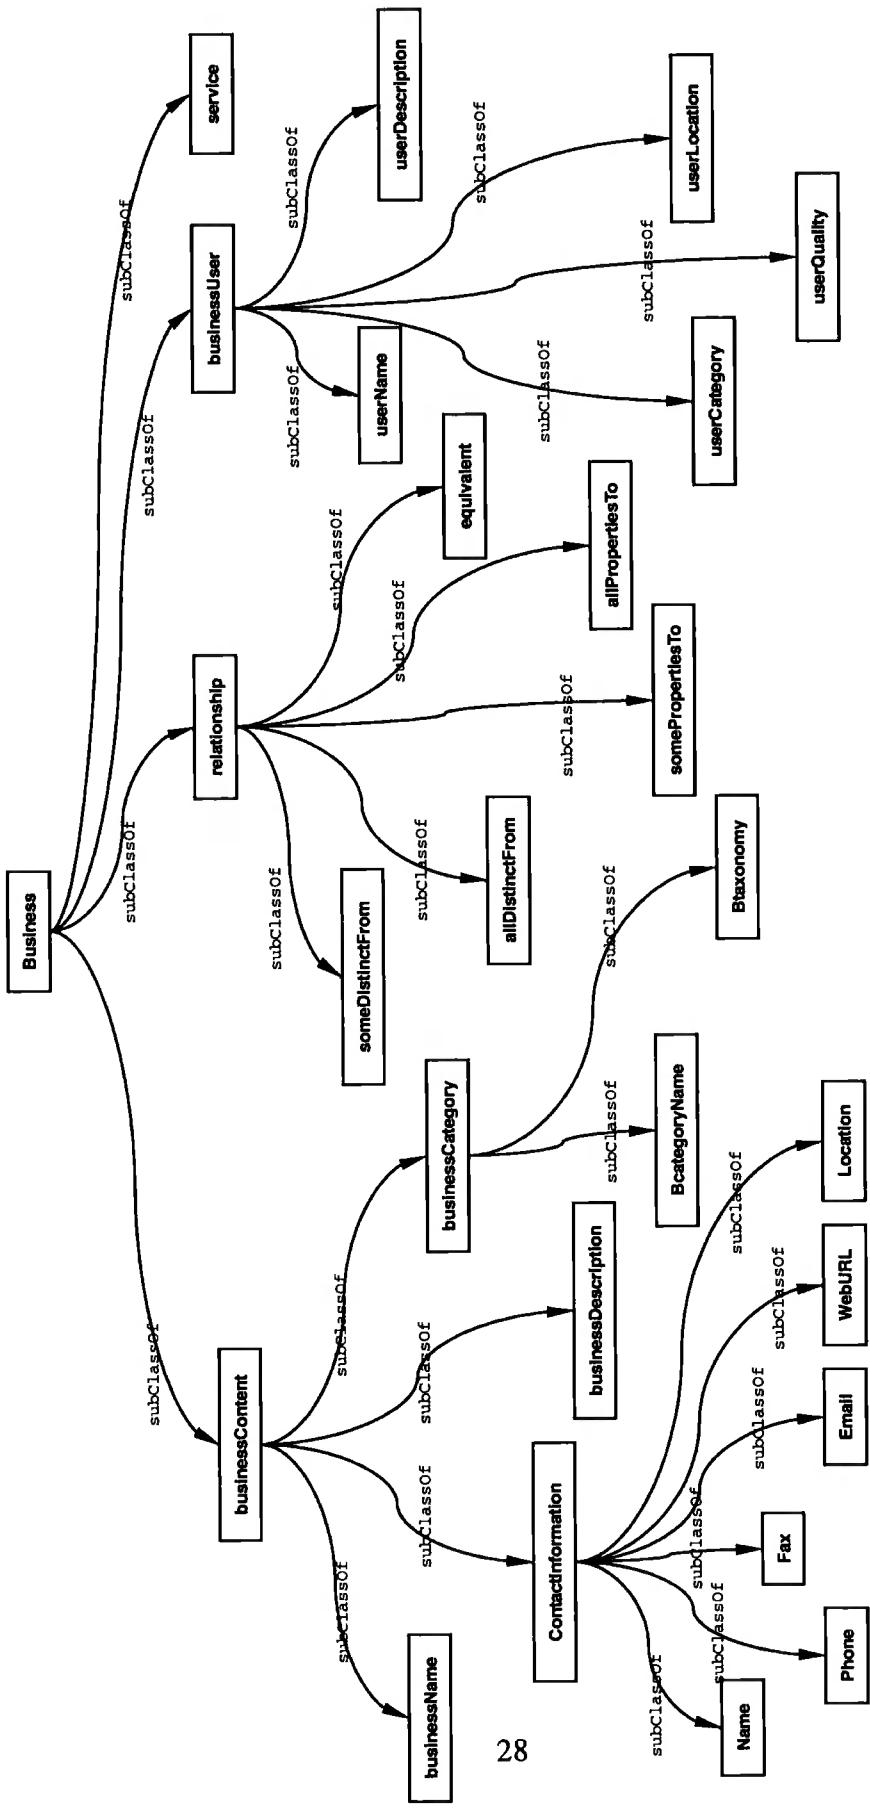 Business
subClassOf
subClassOf
subClassOf
subClassOf
businessContent
relationship
businessUser
service
subClassOf
subClassOf
subClassOf
subClassOf
businessName
ContactInformation
businessDescription
businessCategory
subClassOf
subClassOf
subClassOf
subClassOf
subClassOf
subClassOf
Name
Phone
Fax
Email
WebURL
Location
subClassOf
subClassOf
BcategoryName
Btaxonomy
subClassOf
subClassOf
subClassOf
subClassOf
subClassOf
someDistinctFrom
allDistinctFrom
somePropertiesTo
allPropertiesTo
equivalent
subClassOf
subClassOf
subClassOf
subClassOf
subClassOf
userName
userCategory
userQuality
userLocation
userDescription
28